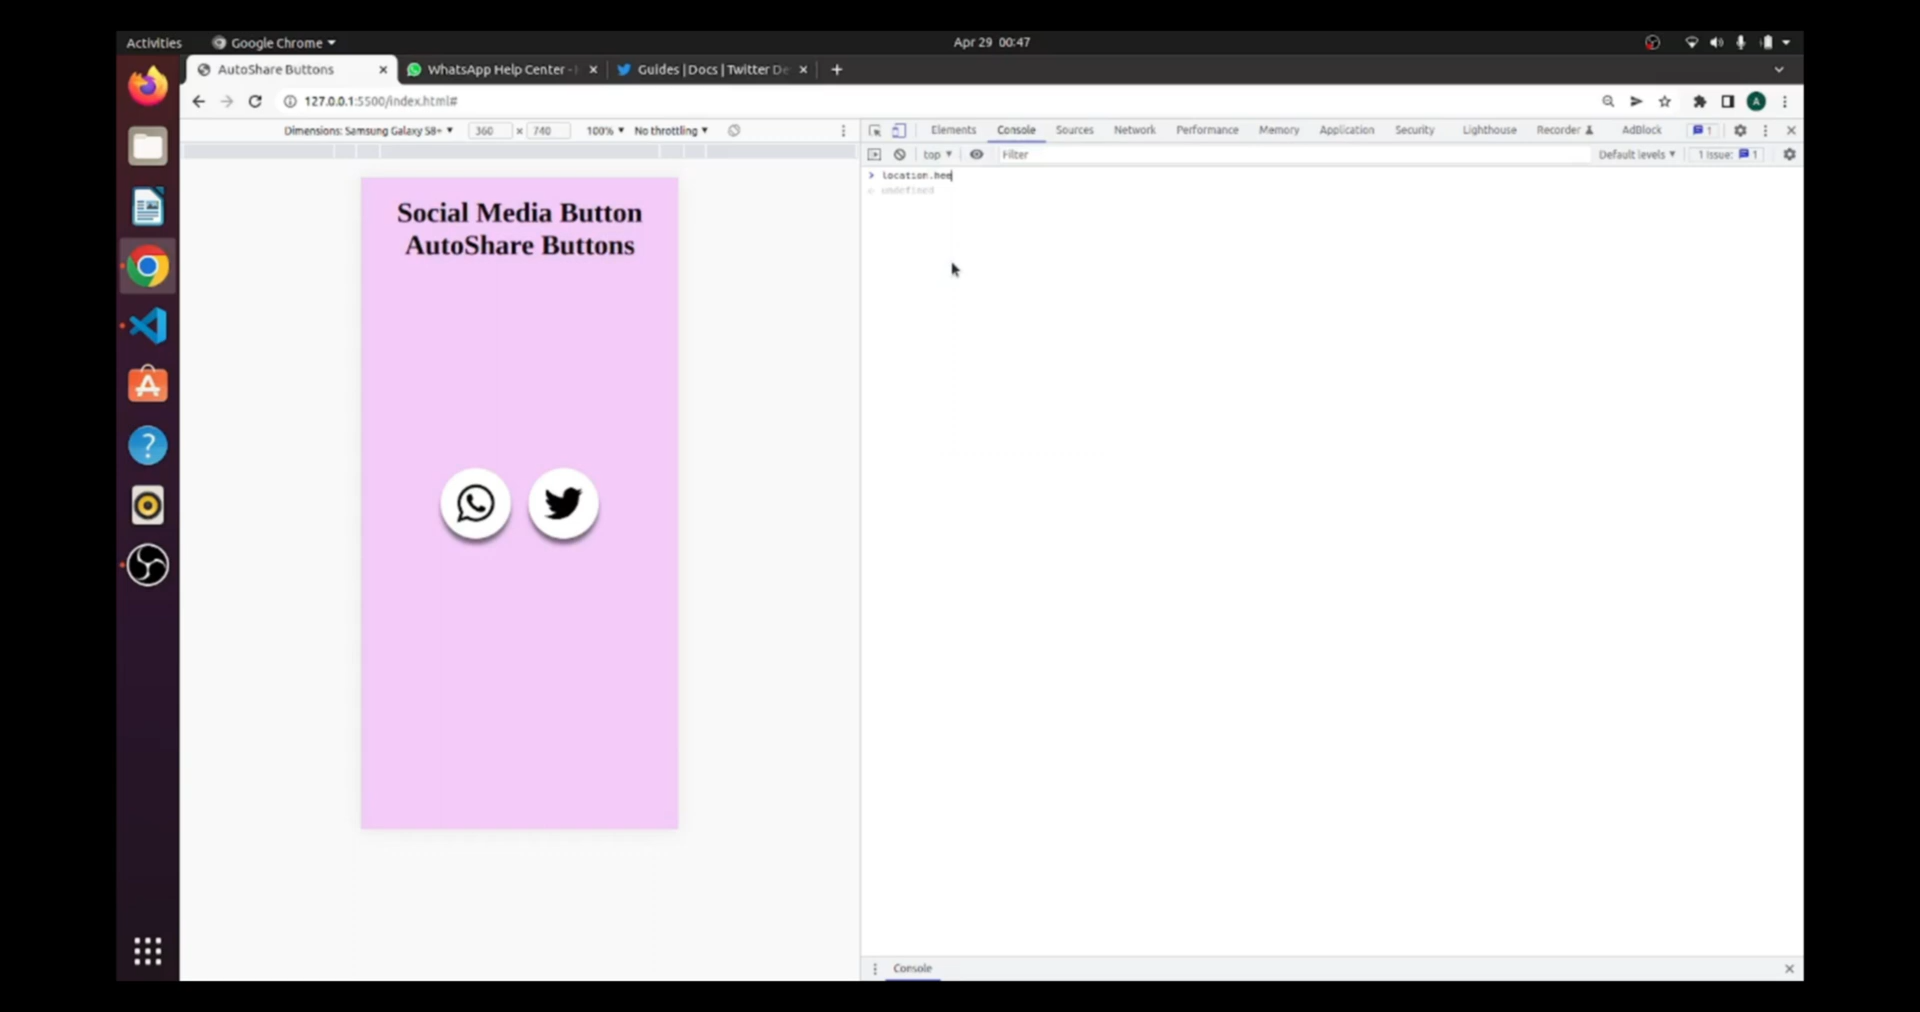 Activities
Google Chrome
Apr 29 00:47
AutoShare Buttons
WhatsApp Help Center -
Guides | Docs | Twitter De
127.0.0.1:5500/index.html#
Dimensions: Samsung Galaxy S8+
360 × 740
100%
No throttling
Elements
Console
Sources
Network
Performance
Memory
Application
Security
Lighthouse
Recorder
AdBlock
1
top
Filter
Default levels
1 Issue: 1
> location.hee
undefined
Social Media Button
AutoShare Buttons
A
Console